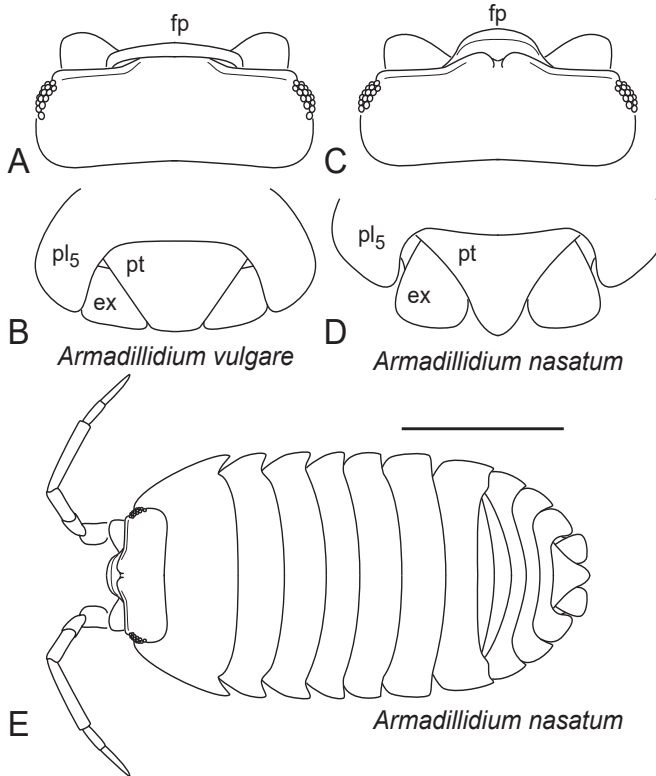 fp
fp
A
C
pl5
pt
ex
pl5
pt
ex
B
D
Armadillidium vulgare
Armadillidium nasatum
E
Armadillidium nasatum